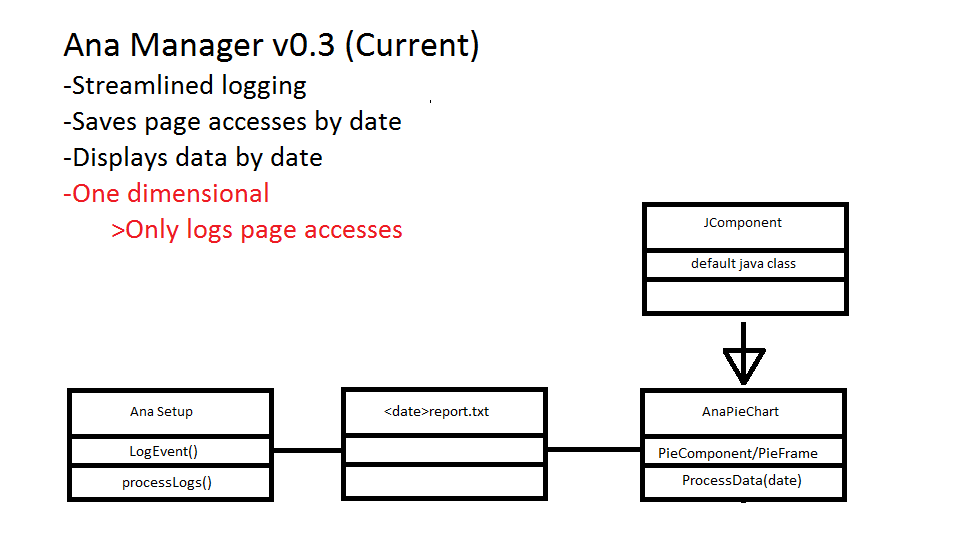 Ana Manager v0.3 (Current)
-Streamlined logging
-Saves page accesses by date
-Displays data by date
-One dimensional
>Only logs page accesses
JComponent
default java class
Ana Setup
LogEvent()
processLogs()
<date>report.txt
AnaPieChart
PieComponent/PieFrame
ProcessData(date)